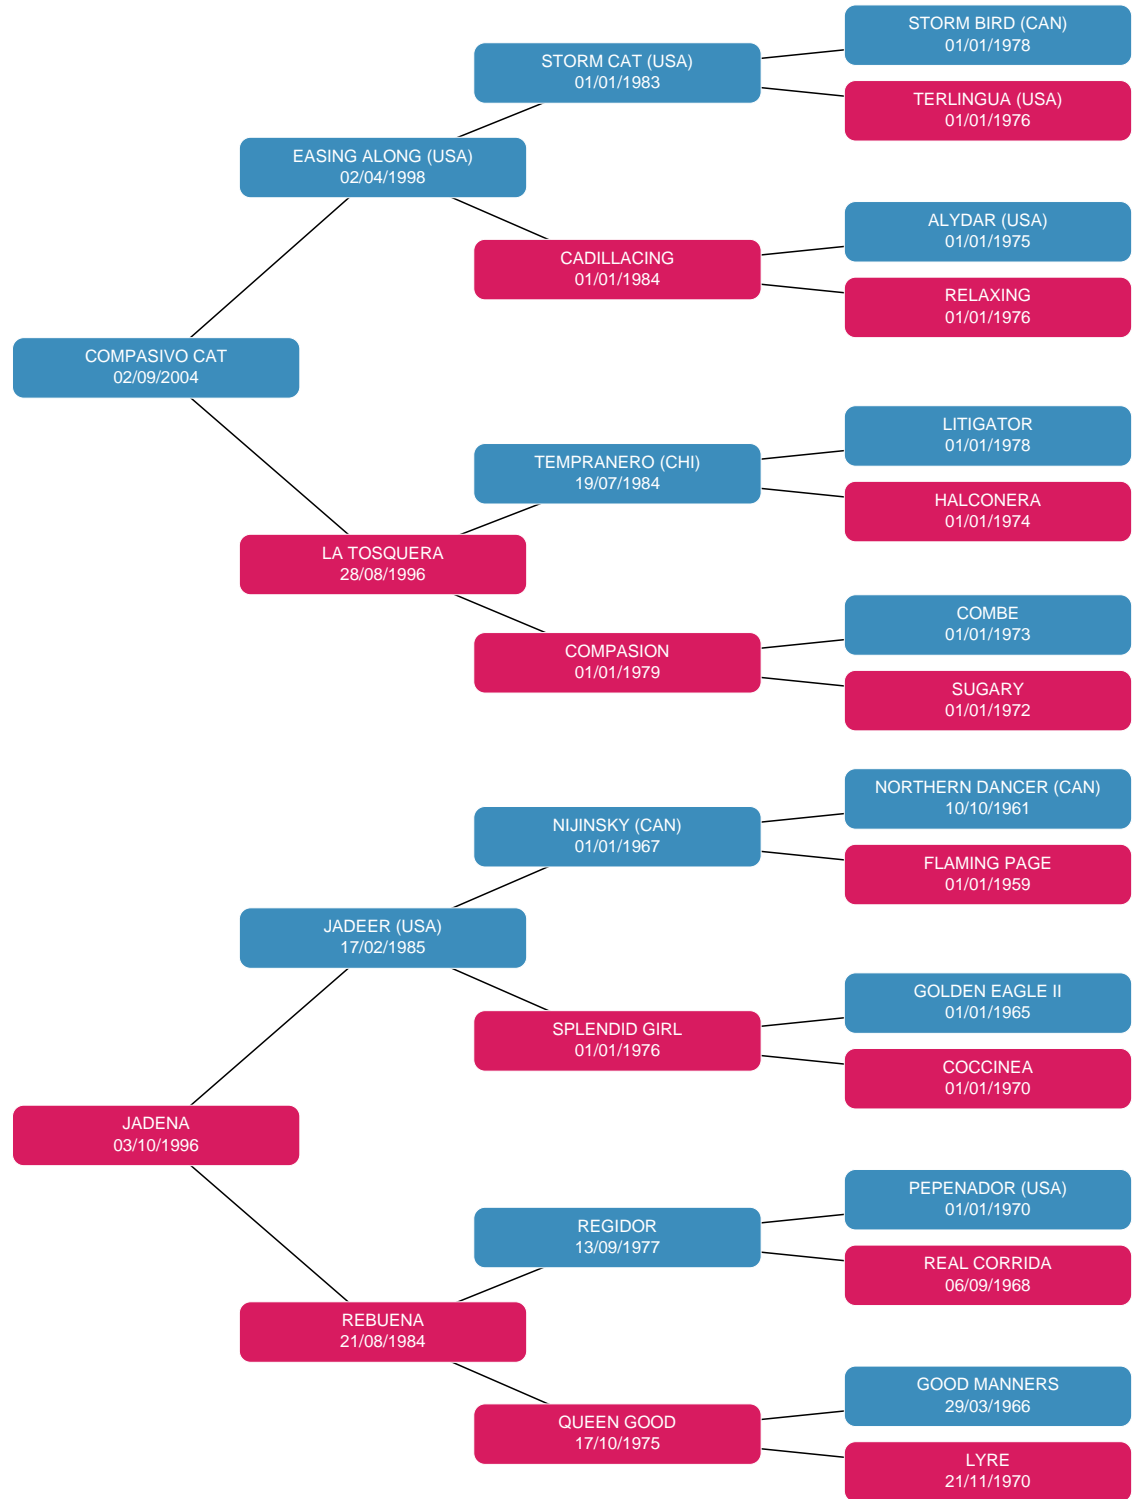 STORM BIRD (CAN)
01/01/1978
STORM CAT (USA)
01/01/1983
TERLINGUA (USA)
01/01/1976
EASING ALONG (USA)
02/04/1998
ALYDAR (USA)
01/01/1975
CADILLACING
01/01/1984
RELAXING
01/01/1976
COMPASIVO CAT
02/09/2004
LITIGATOR
01/01/1978
TEMPRANERO (CHI)
19/07/1984
HALCONERA
01/01/1974
LA TOSQUERA
28/08/1996
COMBE
01/01/1973
COMPASION
01/01/1979
SUGARY
01/01/1972
NORTHERN DANCER (CAN)
10/10/1961
NIJINSKY (CAN)
01/01/1967
FLAMING PAGE
01/01/1959
JADEER (USA)
17/02/1985
GOLDEN EAGLE II
01/01/1965
SPLENDID GIRL
01/01/1976
COCCINEA
01/01/1970
JADENA
03/10/1996
PEPENADOR (USA)
01/01/1970
REGIDOR
13/09/1977
REAL CORRIDA
06/09/1968
REBUENA
21/08/1984
GOOD MANNERS
29/03/1966
QUEEN GOOD
17/10/1975
LYRE
21/11/1970